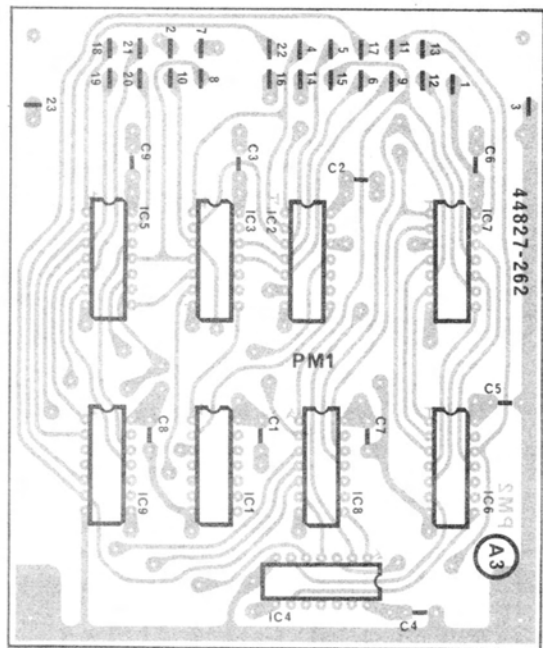 18 21 2 7 22 4 5 17 11 13
19 20 10 8 16 14 15 6 9 12 1
23
3
C9 C3 C2 C6
IC5 IC3 IC2 IC7
44827-262
PM1
C5
C8 C1 C7
IC9 IC1 IC8 IC6
PM2
A3
IC4 C4